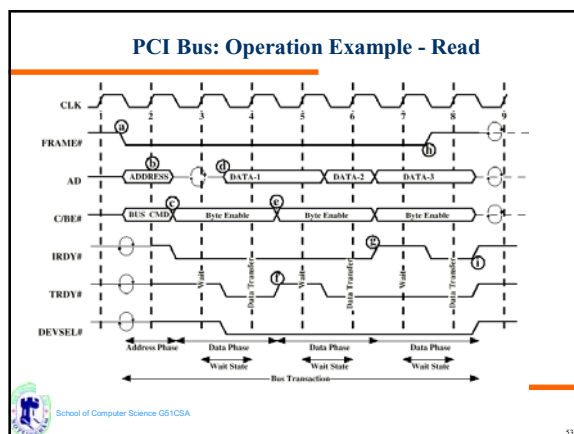 PCI Bus: Operation Example - Read
CLK
1 2 3 4 5 6 7 8 9
a
FRAME#
h
b
d
AD
ADDRESS DATA-1 DATA-2 DATA-3
c e
C/BE#
BUS CMD Byte Enable Byte Enable Byte Enable
g
IRDY#
i
Wait Data Transfer Wait Data Transfer Wait Data Transfer
f
TRDY#
DEVSEL#
Address Phase Data Phase Data Phase Data Phase
Wait State Wait State Wait State
Bus Transaction
School of Computer Science G51CSA
53